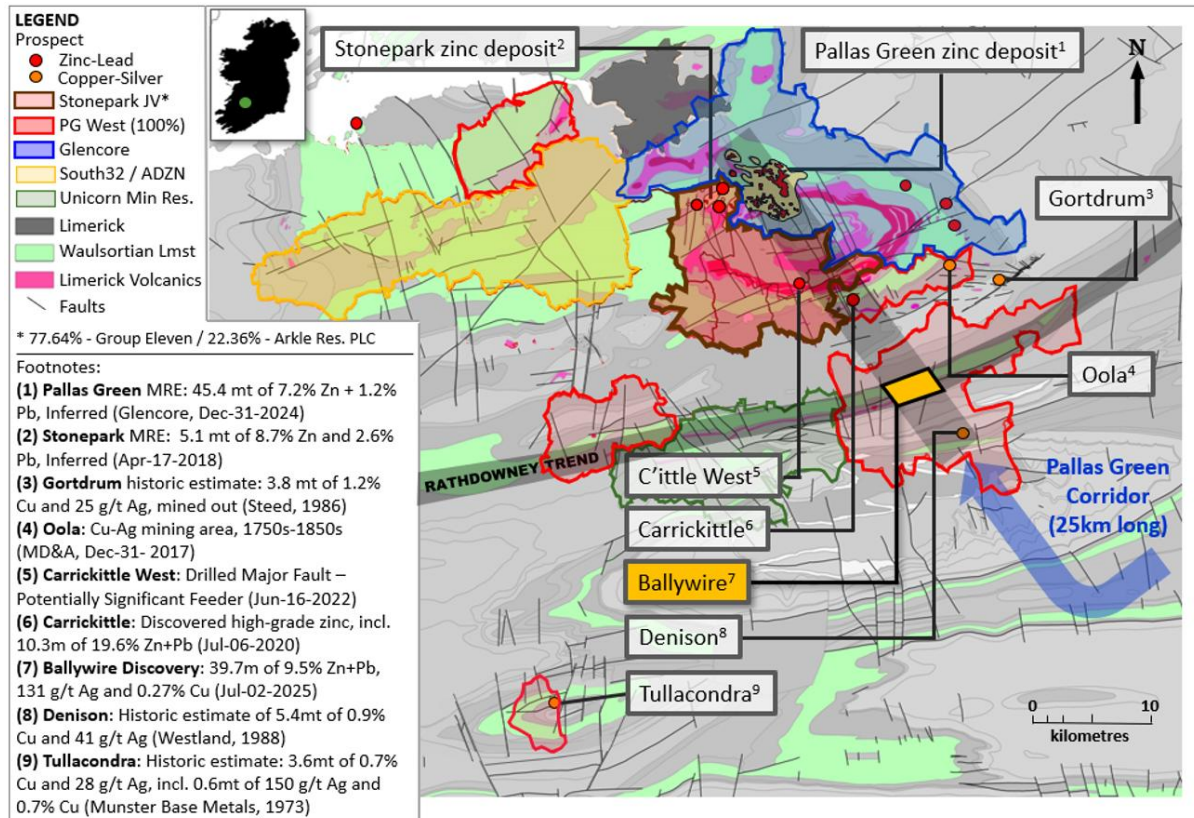 LEGEND
Prospect
Zinc-Lead
Copper-Silver
Stonepark JV*
PG West (100%)
Glencore
South32 / ADZN
Unicorn Min Res.
Limerick
Waulsortian Lmst
Limerick Volcanics
Faults
* 77.64% - Group Eleven / 22.36% - Arkle Res. PLC
Footnotes:
(1) Pallas Green MRE: 45.4 mt of 7.2% Zn + 1.2%
Pb, Inferred (Glencore, Dec-31-2024)
(2) Stonepark MRE:  5.1 mt of 8.7% Zn and 2.6%
Pb, Inferred (Apr-17-2018)
(3) Gortdrum historic estimate: 3.8 mt of 1.2%
Cu and 25 g/t Ag, mined out (Steed, 1986)
(4) Oola: Cu-Ag mining area, 1750s-1850s
(MD&A, Dec-31- 2017)
(5) Carrickittle West: Drilled Major Fault –
Potentially Significant Feeder (Jun-16-2022)
(6) Carrickittle: Discovered high-grade zinc, incl.
10.3m of 19.6% Zn+Pb (Jul-06-2020)
(7) Ballywire Discovery: 39.7m of 9.5% Zn+Pb,
131 g/t Ag and 0.27% Cu (Jul-02-2025)
(8) Denison: Historic estimate of 5.4mt of 0.9%
Cu and 41 g/t Ag (Westland, 1988)
(9) Tullacondra: Historic estimate: 3.6mt of 0.7%
Cu and 28 g/t Ag, incl. 0.6mt of 150 g/t Ag and
0.7% Cu (Munster Base Metals, 1973)
Stonepark zinc deposit²
Pallas Green zinc deposit¹
N
Gortdrum³
Oola⁴
RATHDOWNEY TREND
C'ittle West⁵
Carrickittle⁶
Ballywire⁷
Denison⁸
Tullacondra⁹
Pallas Green
Corridor
(25km long)
0 10
kilometres